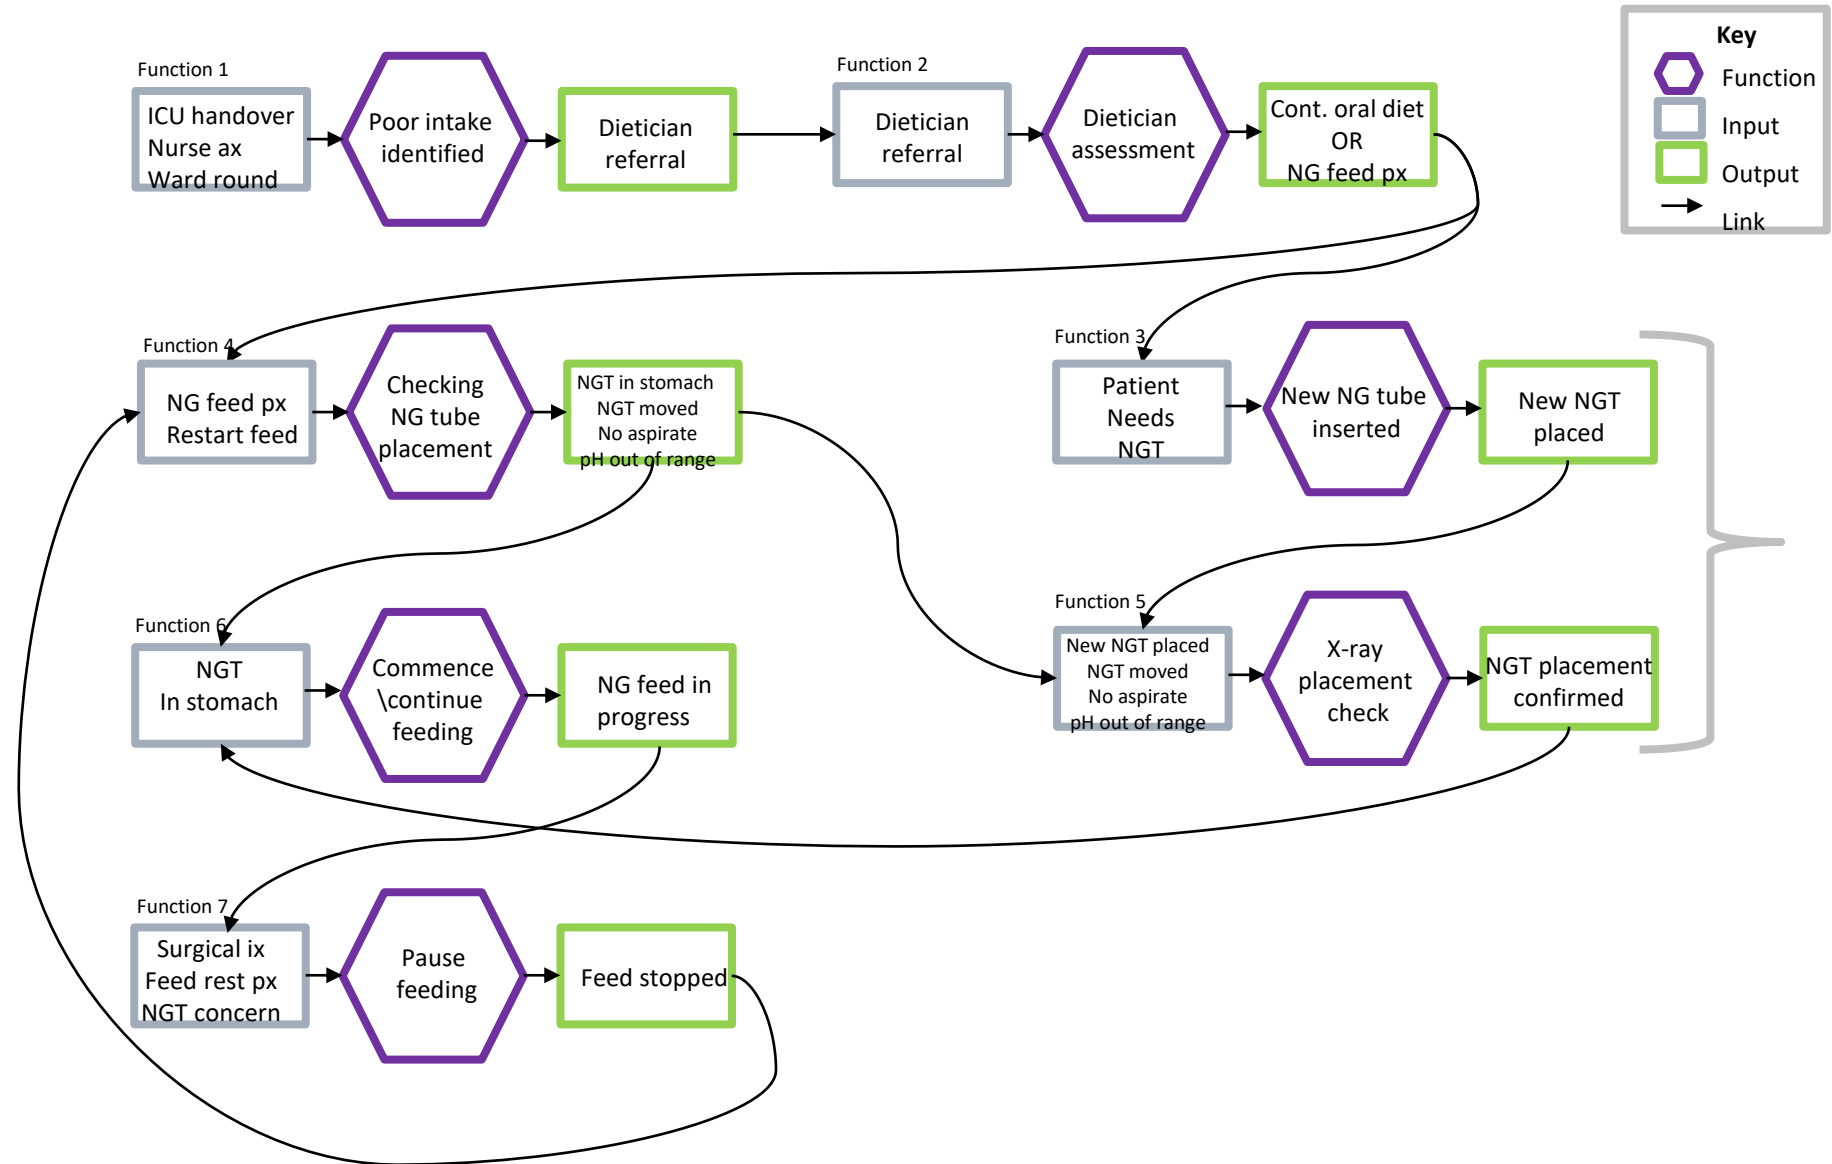 Key
Function
Input
Output
Link
Function 1
ICU handover
Nurse ax
Ward round
Poor intake
identified
Dietician
referral
Function 2
Dietician
referral
Dietician
assessment
Cont. oral diet
OR
NG feed px
Function 4
NG feed px
Restart feed
Checking
NG tube
placement
NGT in stomach
NGT moved
No aspirate
pH out of range
Function 3
Patient
Needs
NGT
New NG tube
inserted
New NGT
placed
Function 6
NGT
In stomach
Commence
\continue
feeding
NG feed in
progress
Function 5
New NGT placed
NGT moved
No aspirate
pH out of range
X-ray
placement
check
NGT placement
confirmed
Function 7
Surgical ix
Feed rest px
NGT concern
Pause
feeding
Feed stopped